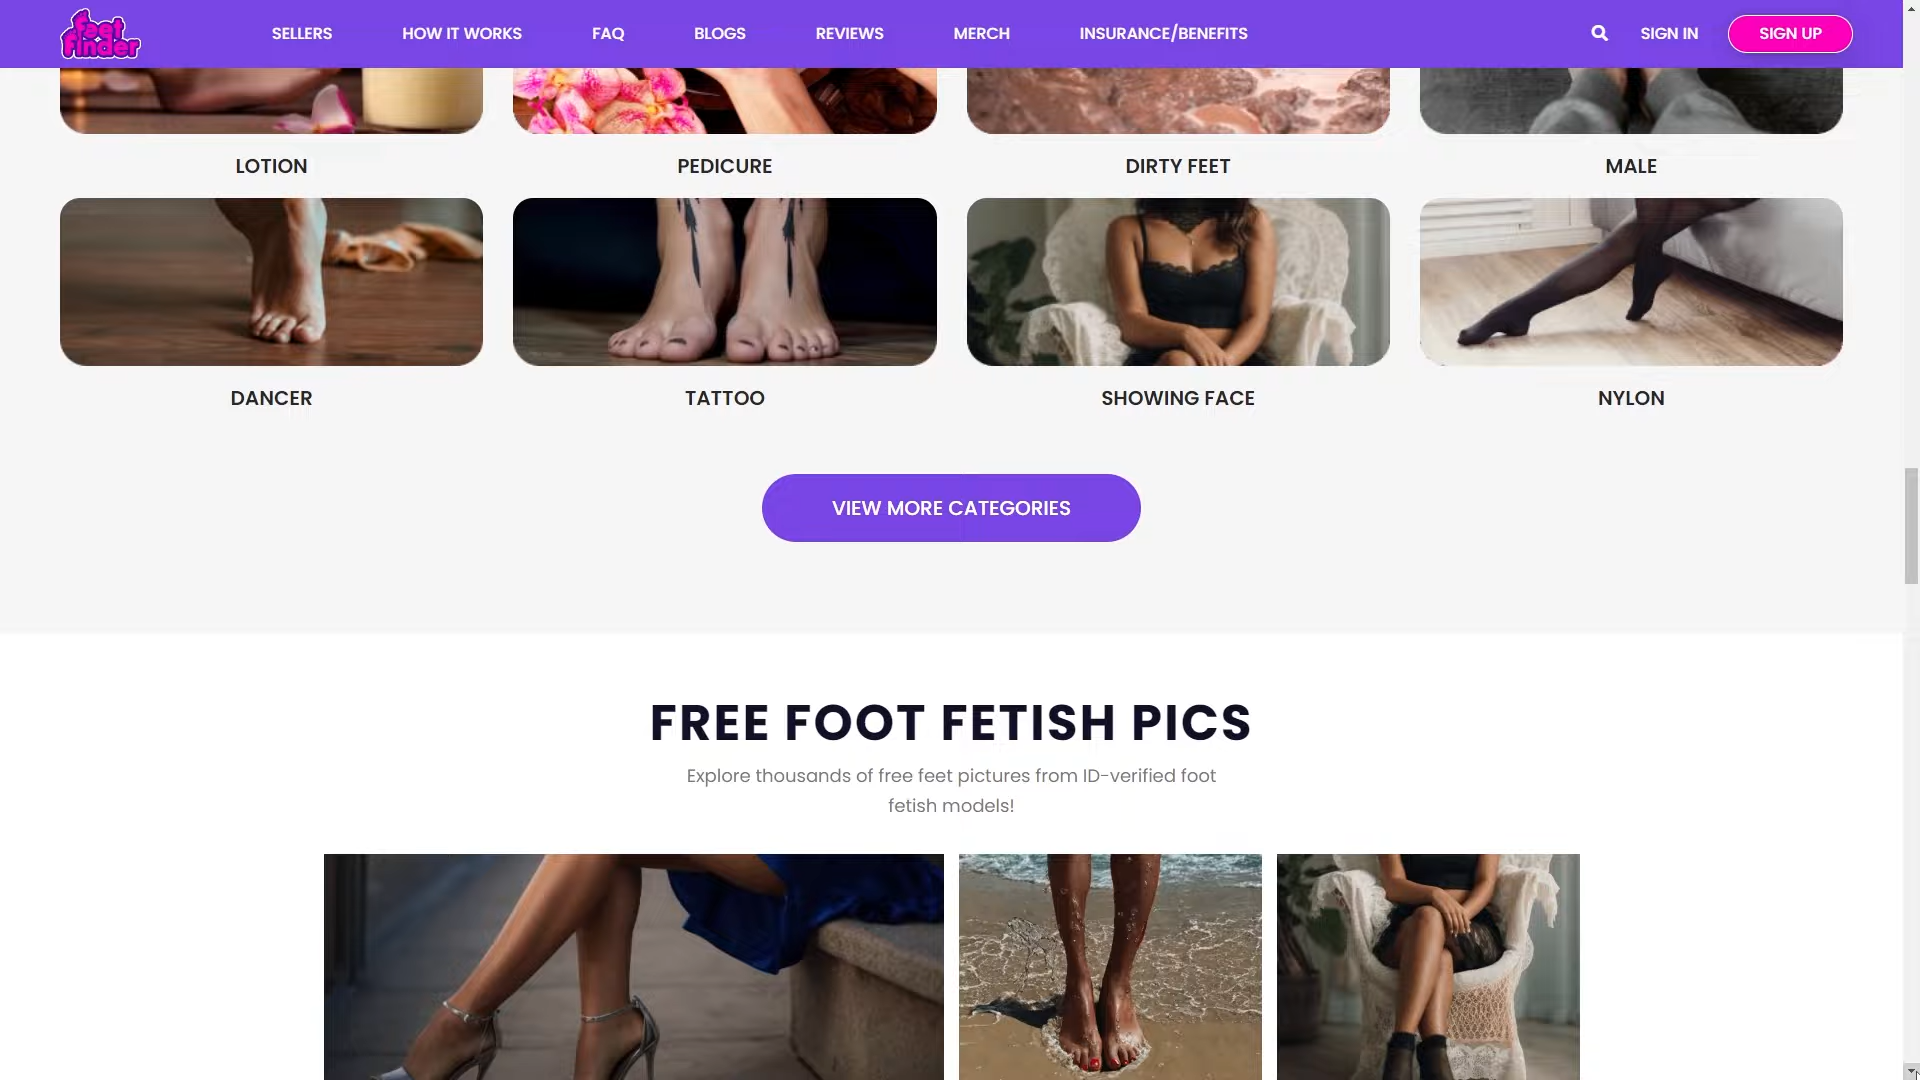 feet finder
SELLERS HOW IT WORKS FAQ BLOGS REVIEWS MERCH INSURANCE/BENEFITS SIGN IN SIGN UP
LOTION PEDICURE DIRTY FEET MALE
DANCER TATTOO SHOWING FACE NYLON
VIEW MORE CATEGORIES
FREE FOOT FETISH PICS
Explore thousands of free feet pictures from ID-verified foot
fetish models!